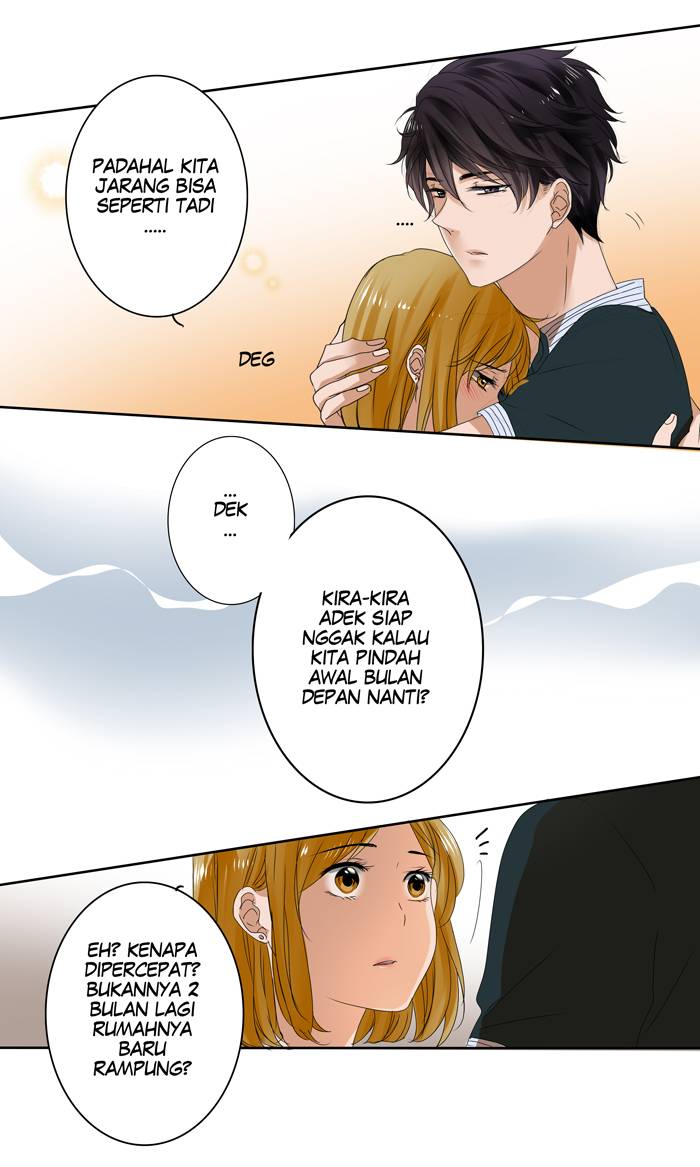 PADAHAL KITA
JARANG BISA
SEPERTI TADI
.....
....
DEG
...
DEK
...
KIRA-KIRA
ADEK SIAP
NGGAK KALAU
KITA PINDAH
AWAL BULAN
DEPAN NANTI?
EH? KENAPA
DIPERCEPAT?
BUKANNYA 2
BULAN LAGI
RUMAHNYA
BARU
RAMPUNG?